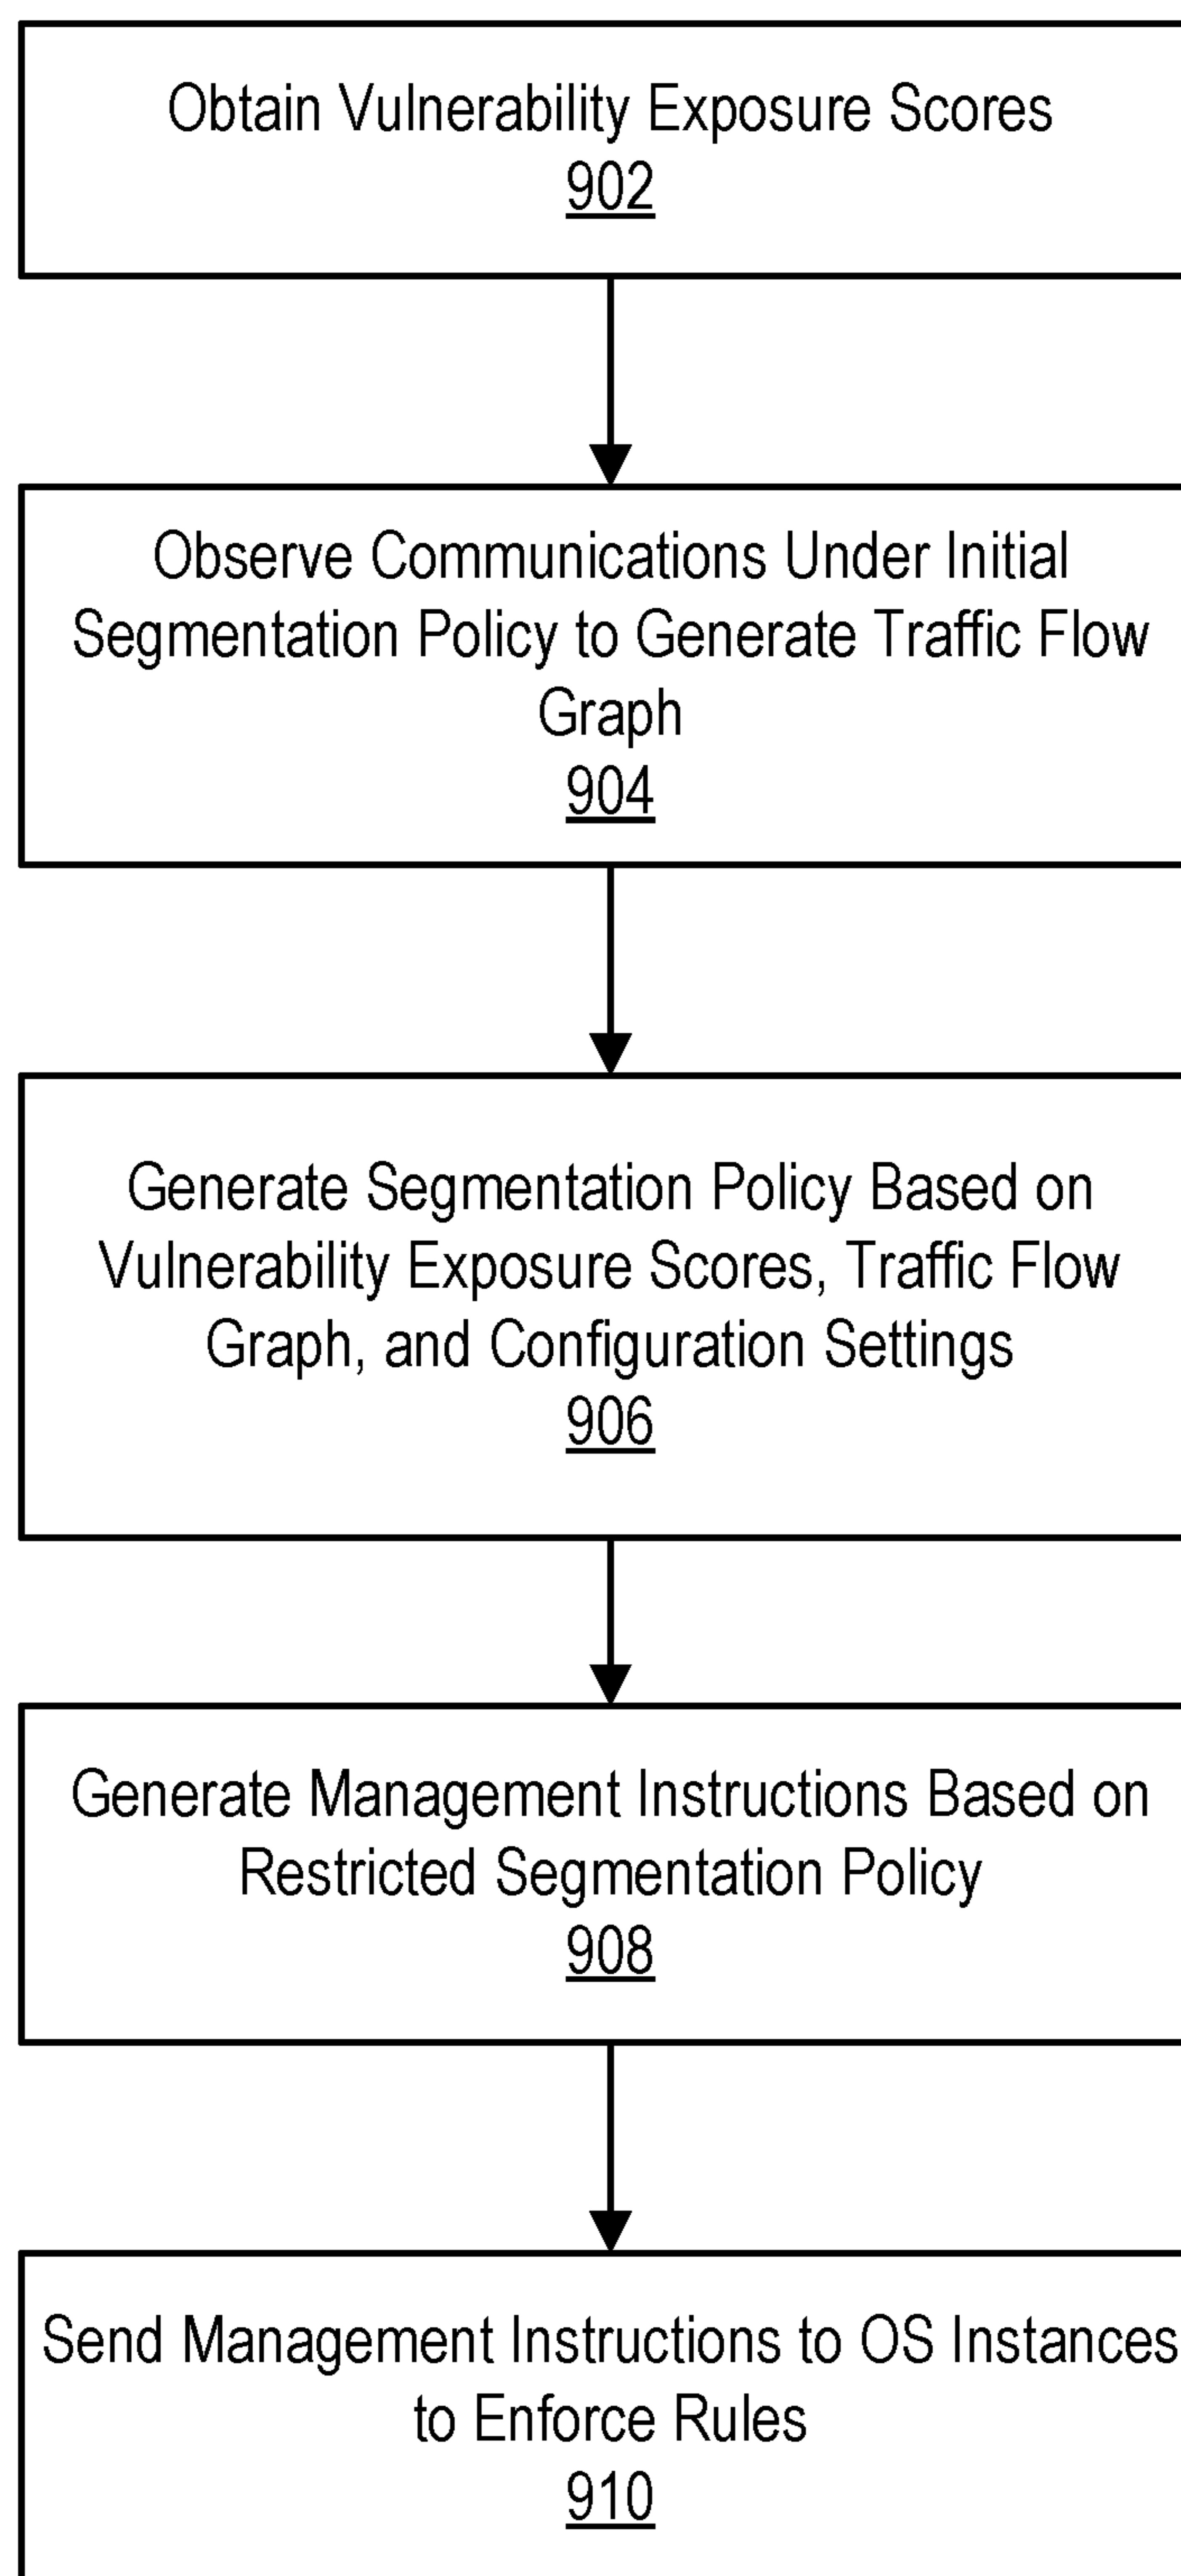 Obtain Vulnerability Exposure Scores
902
Observe Communications Under Initial
Segmentation Policy to Generate Traffic Flow
Graph
904
Generate Segmentation Policy Based on
Vulnerability Exposure Scores, Traffic Flow
Graph, and Configuration Settings
906
Generate Management Instructions Based on
Restricted Segmentation Policy
908
Send Management Instructions to OS Instances
to Enforce Rules
910